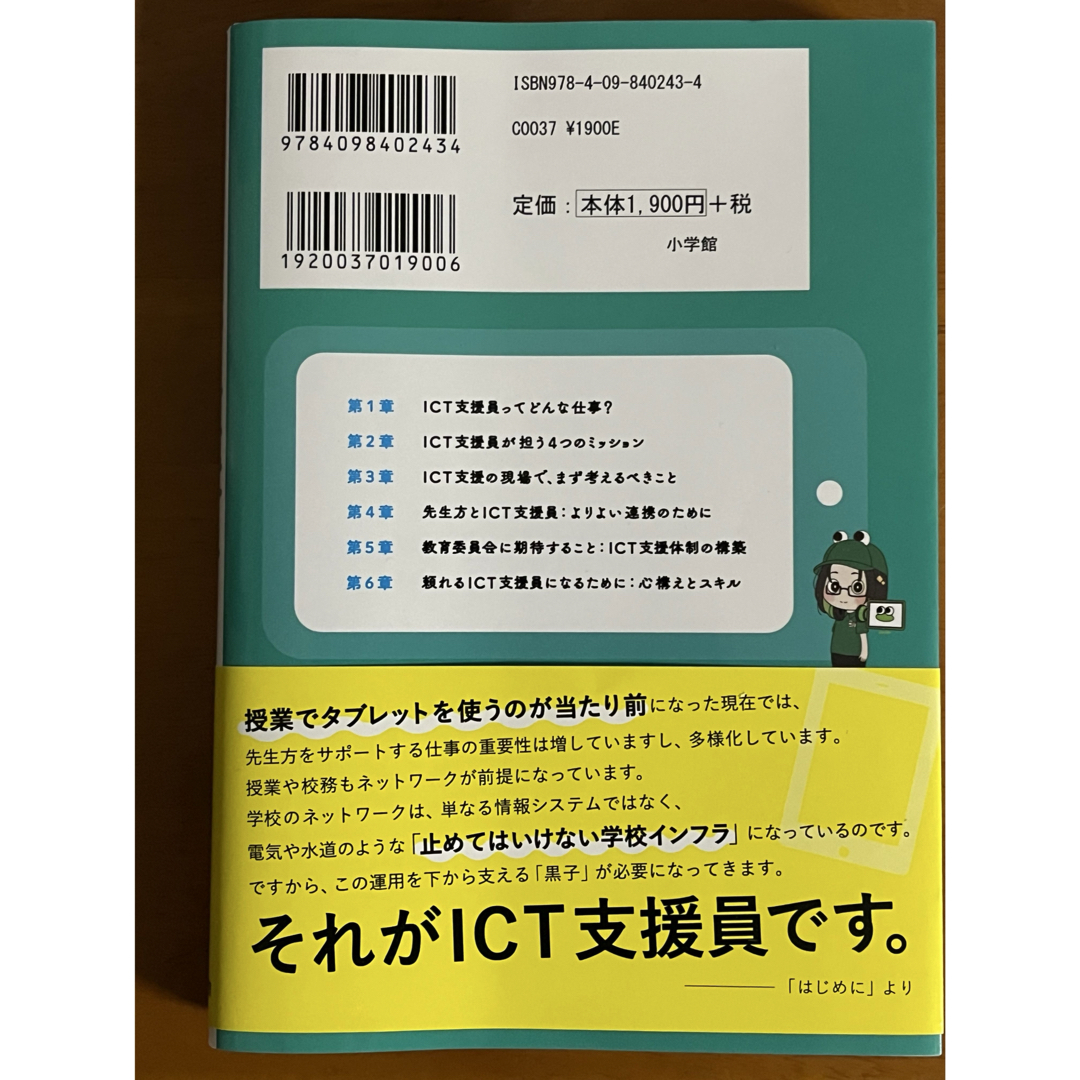 ISBN978-4-09-840243-4
C0037 ¥1900E
9784098402434
1920037019006
定価：本体1,900円＋税
小学館
第1章 ICT支援員ってどんな仕事？
第2章 ICT支援員が担う4つのミッション
第3章 ICT支援の現場で、まず考えるべきこと
第4章 先生方とICT支援員：よりよい連携のために
第5章 教育委員会に期待すること：ICT支援体制の構築
第6章 頼れるICT支援員になるために：心構えとスキル
授業でタブレットを使うのが当たり前になった現在では、
先生方をサポートする仕事の重要性は増していますし、多様化しています。
授業や校務もネットワークが前提になっています。
学校のネットワークは、単なる情報システムではなく、
電気や水道のような「止めてはいけない学校インフラ」になっているのです。
ですから、この運用を下から支える「黒子」が必要になってきます。
それがICT支援員です。
――「はじめに」より